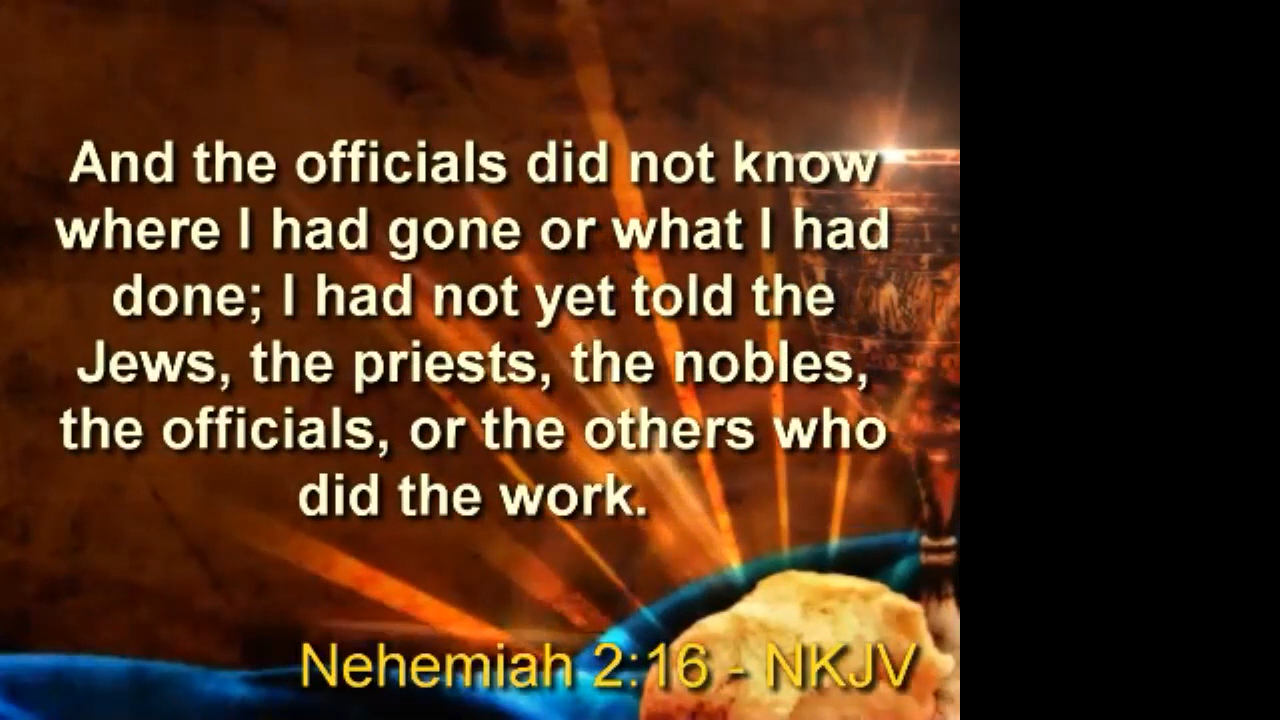 And the officials did not know
where I had gone or what I had
done; I had not yet told the
Jews, the priests, the nobles,
the officials, or the others who
did the work.
Nehemiah 2:16 - NKJV